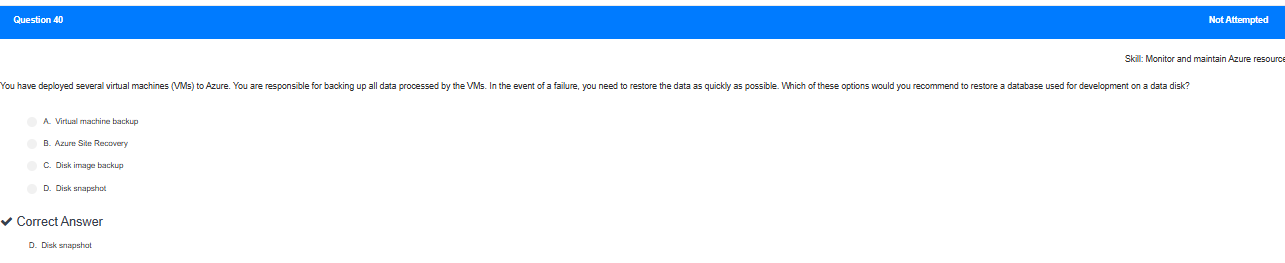 Question 40
Not Attempted
Skill: Monitor and maintain Azure resource
You have deployed several virtual machines (VMs) to Azure. You are responsible for backing up all data processed by the VMs. In the event of a failure, you need to restore the data as quickly as possible. Which of these options would you recommend to restore a database used for development on a data disk?
A. Virtual machine backup
B. Azure Site Recovery
C. Disk image backup
D. Disk snapshot
Correct Answer
D. Disk snapshot